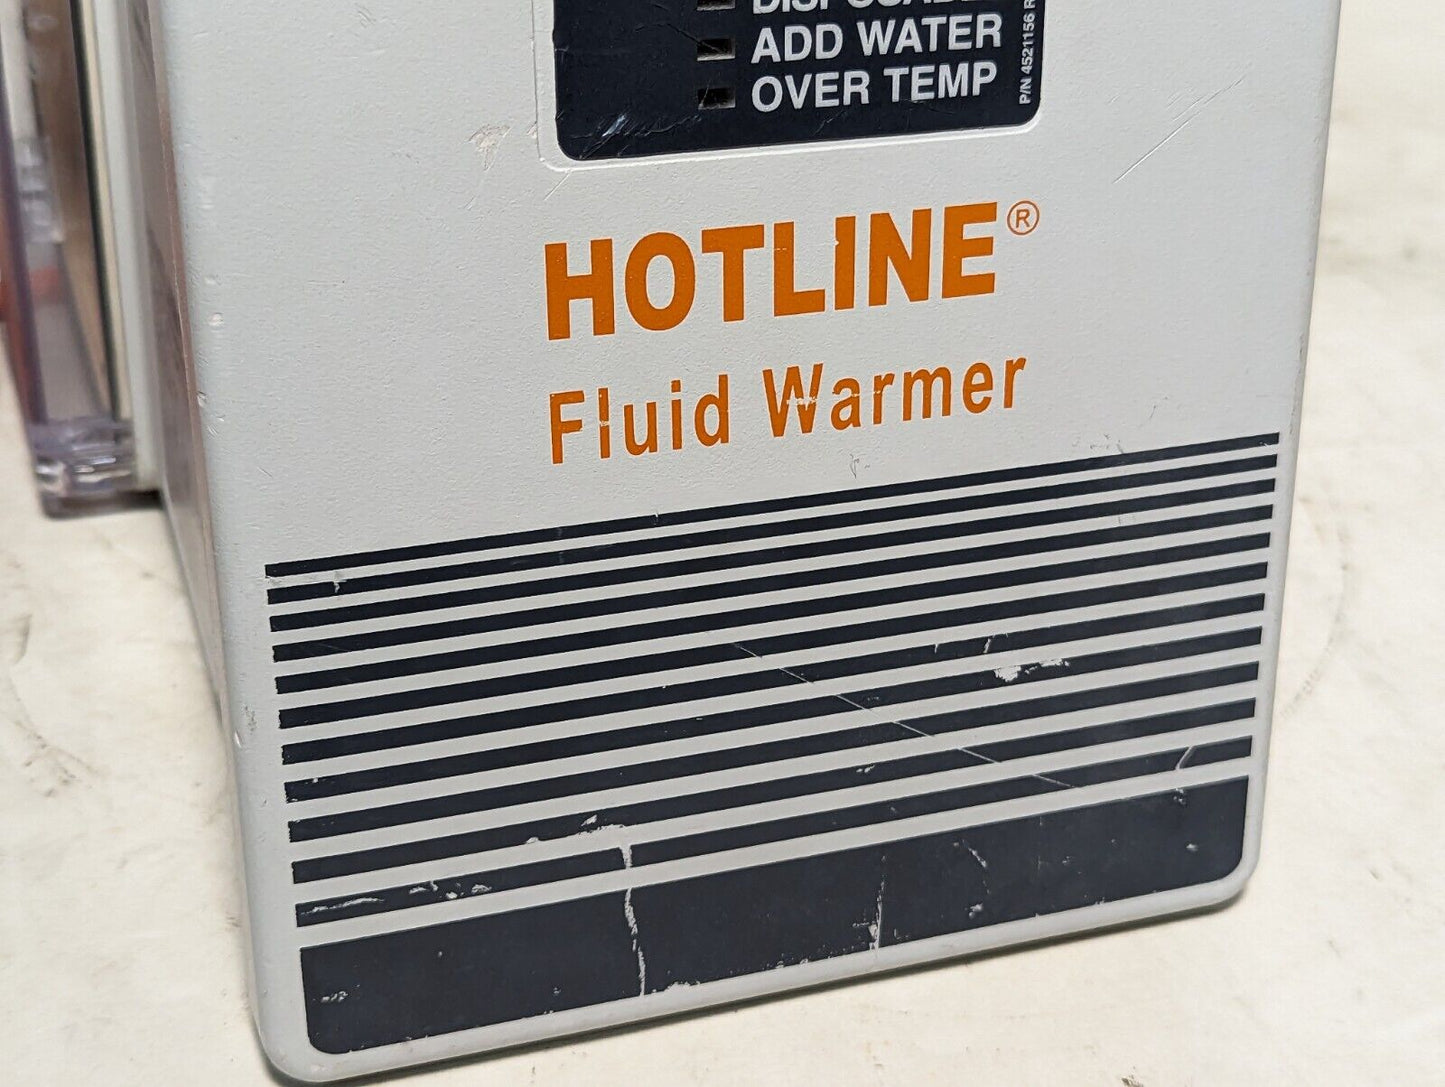 ADD WATER
OVER TEMP
P/N 4521156 R
HOTLINE®
Fluid Warmer